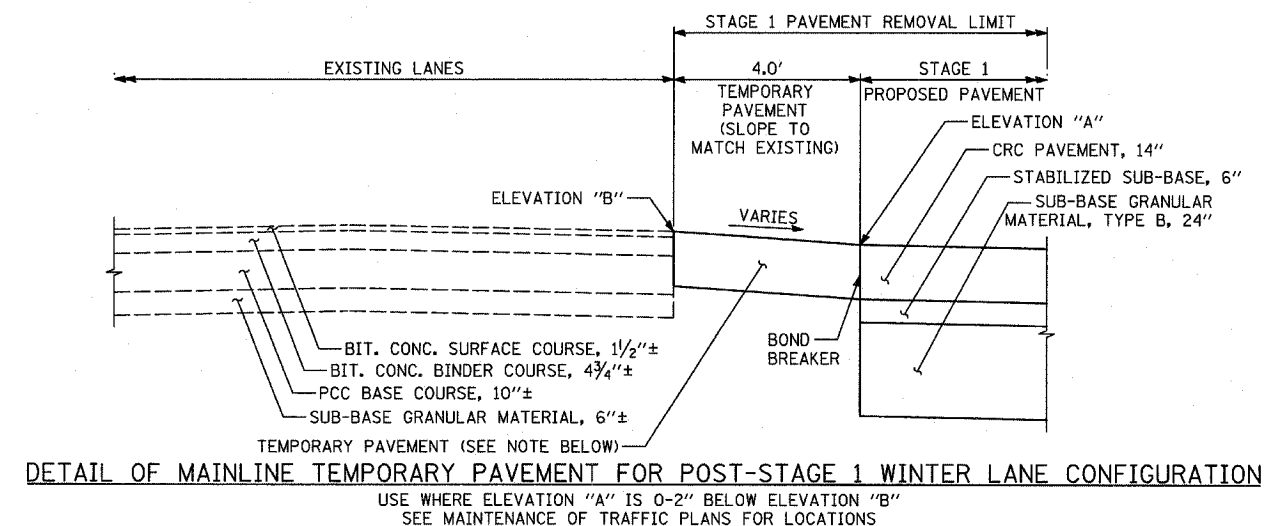 STAGE 1 PAVEMENT REMOVAL LIMIT
EXISTING LANES
4.0'
TEMPORARY
PAVEMENT
(SLOPE TO
MATCH EXISTING)
STAGE 1
PROPOSED PAVEMENT
ELEVATION "A"
CRC PAVEMENT, 14"
STABILIZED SUB-BASE, 6"
SUB-BASE GRANULAR
MATERIAL, TYPE B, 24"
ELEVATION "B"
VARIES
BOND
BREAKER
BIT. CONC. SURFACE COURSE, 1 1/2"±
BIT. CONC. BINDER COURSE, 4 3/4"±
PCC BASE COURSE, 10"±
SUB-BASE GRANULAR MATERIAL, 6"±
TEMPORARY PAVEMENT (SEE NOTE BELOW)
DETAIL OF MAINLINE TEMPORARY PAVEMENT FOR POST-STAGE 1 WINTER LANE CONFIGURATION
USE WHERE ELEVATION "A" IS 0-2" BELOW ELEVATION "B"
SEE MAINTENANCE OF TRAFFIC PLANS FOR LOCATIONS